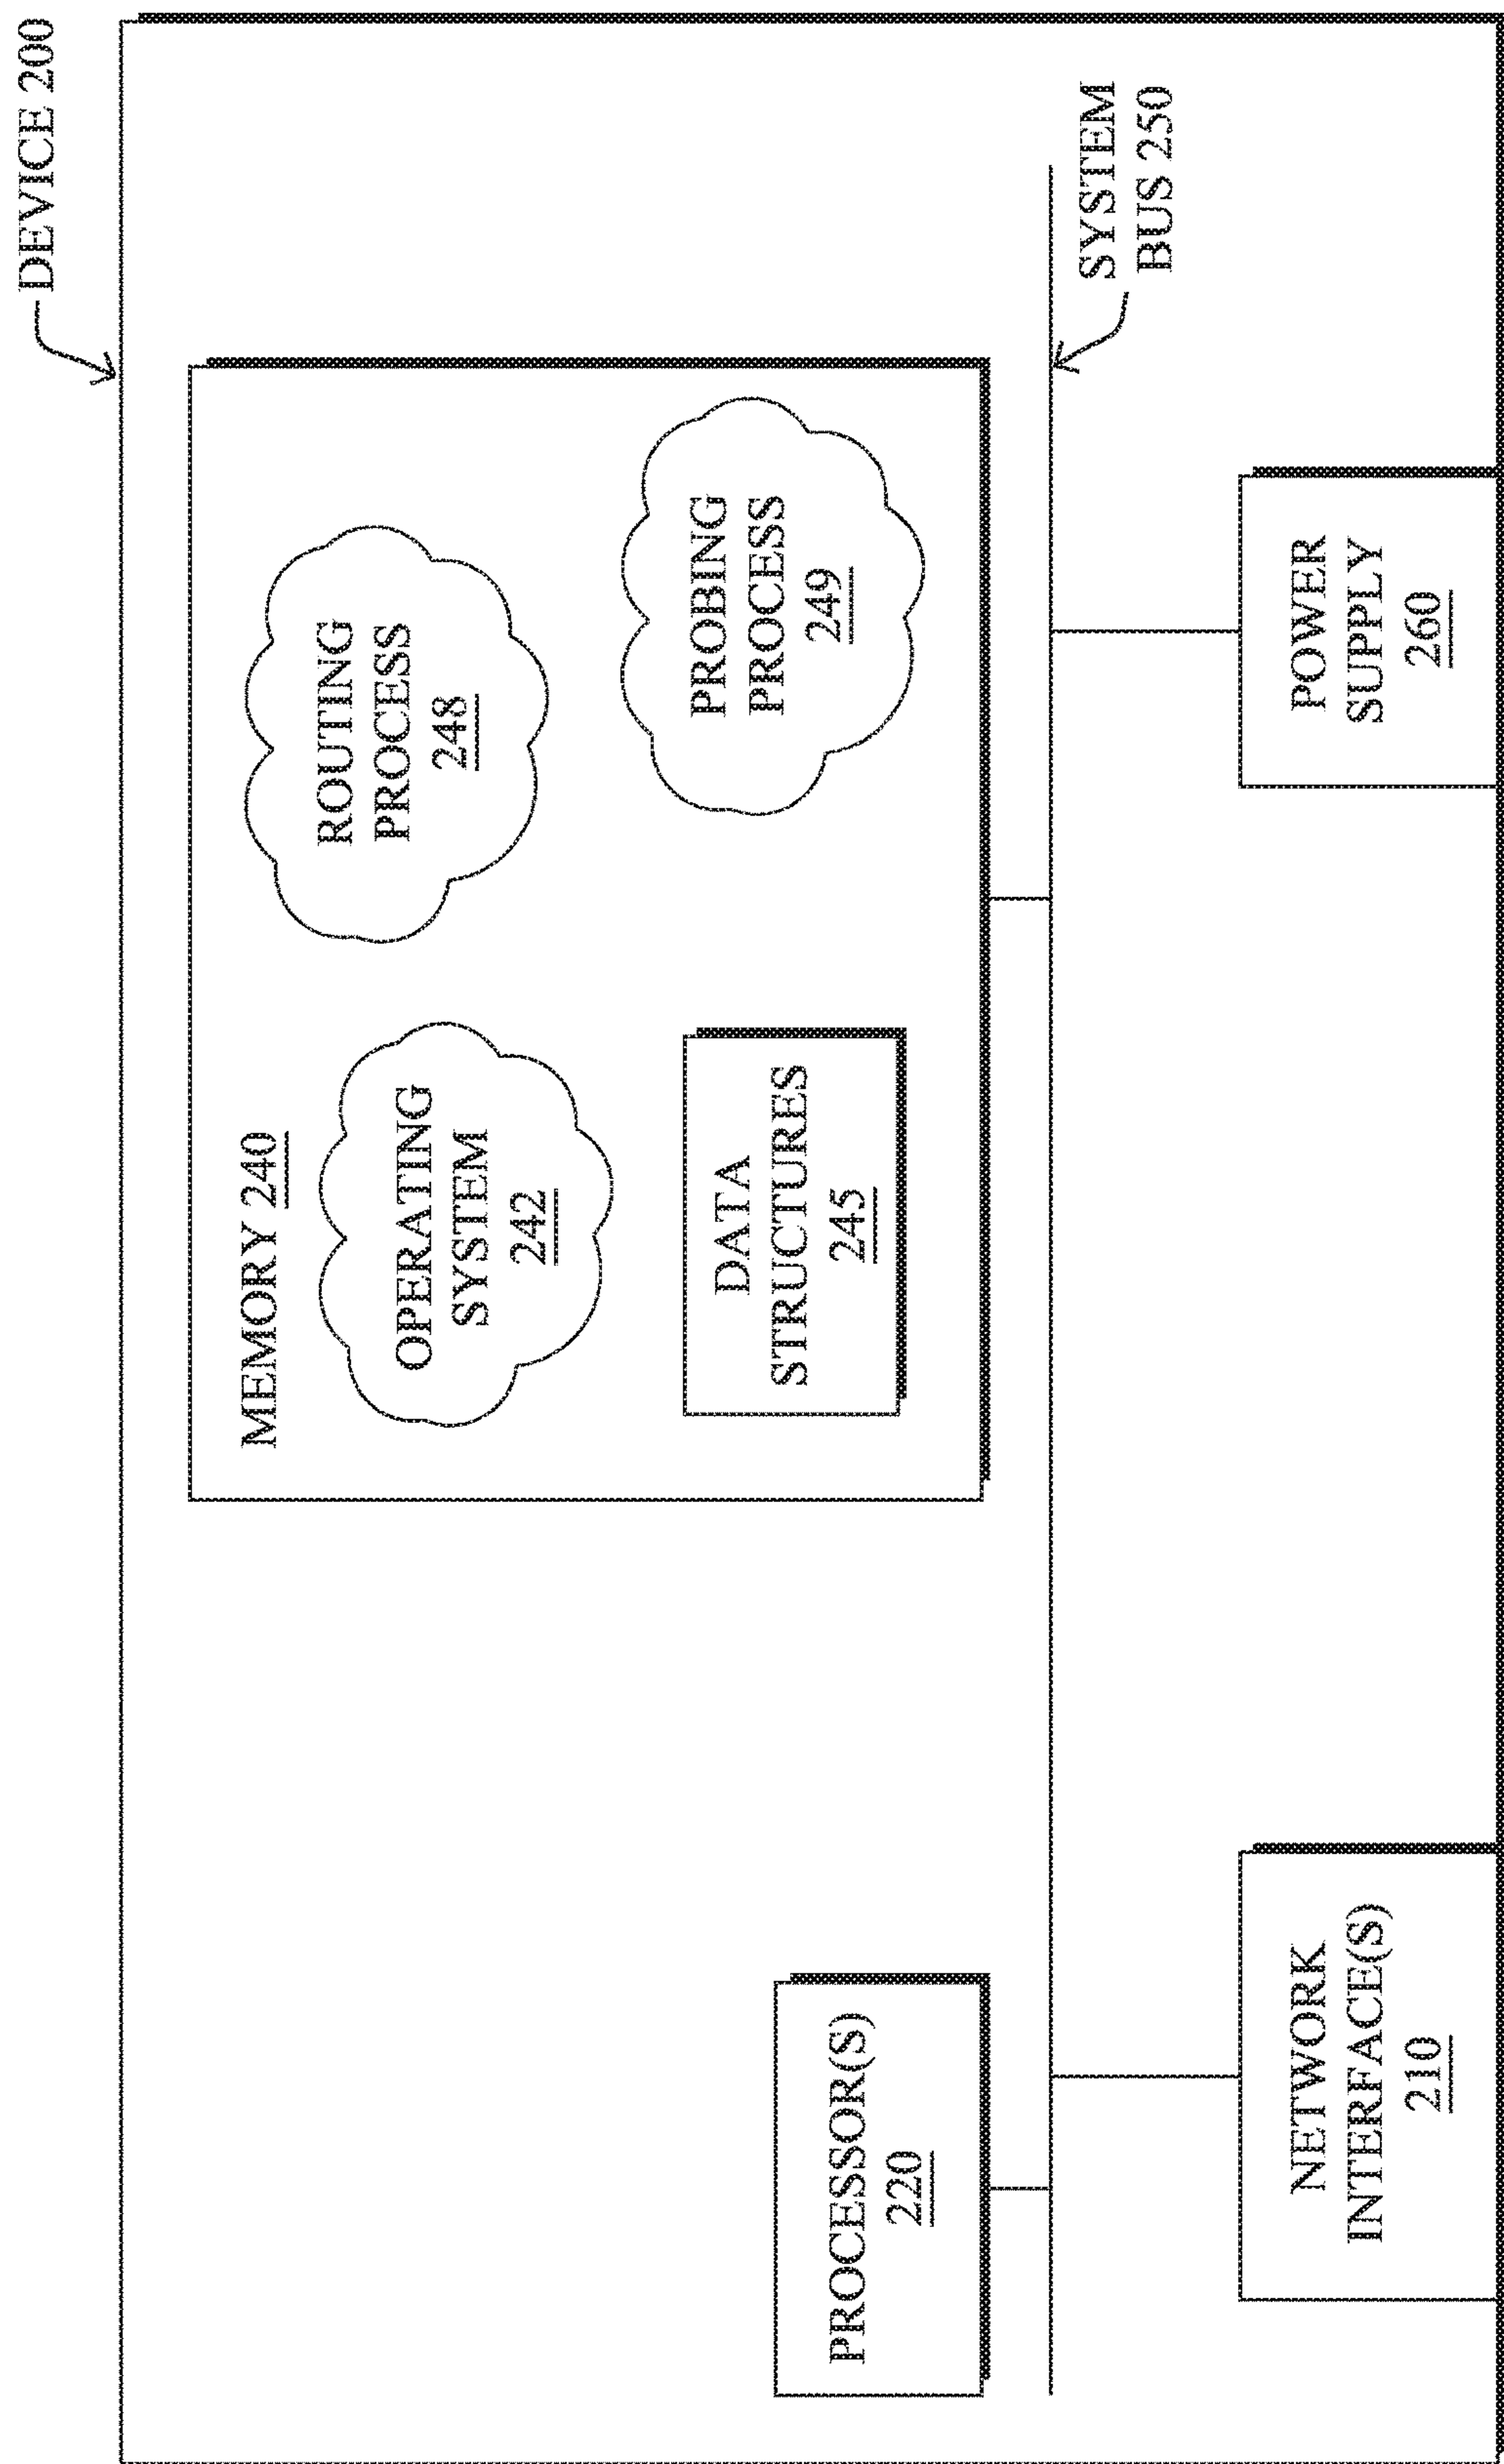 DEVICE 200
MEMORY 240
OPERATING
SYSTEM
242
ROUTING
PROCESS
248
DATA
STRUCTURES
245
PROBING
PROCESS
249
PROCESSOR(S)
220
SYSTEM
BUS 250
NETWORK
INTERFACE(S)
210
POWER
SUPPLY
260